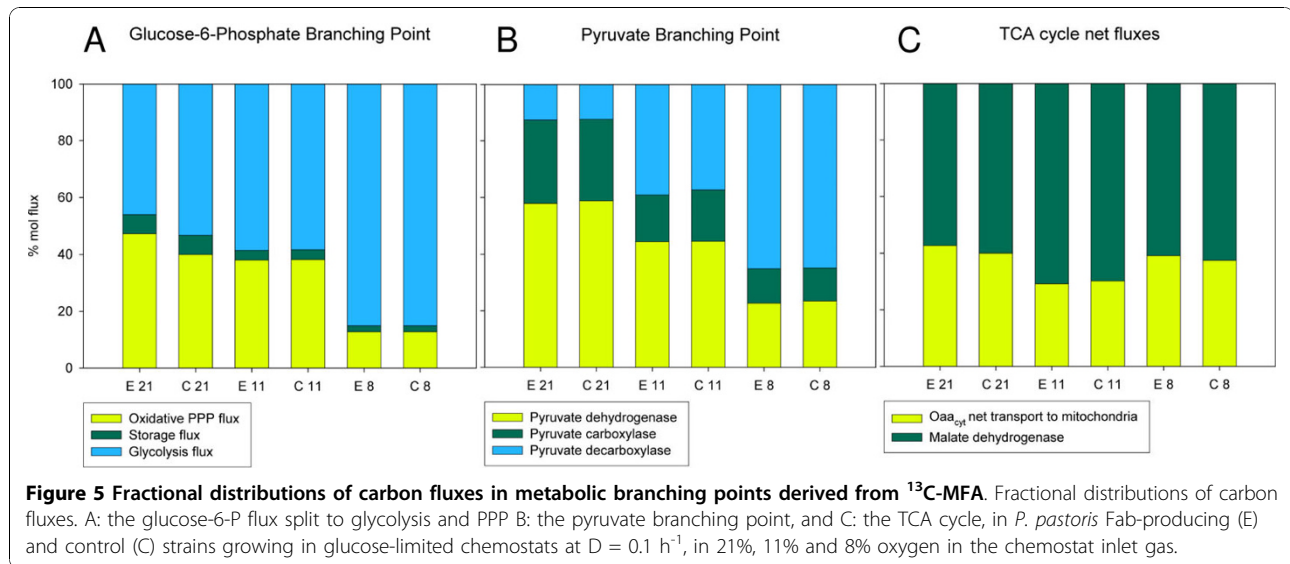 A Glucose-6-Phosphate Branching Point
B Pyruvate Branching Point
C TCA cycle net fluxes
% mol flux
100
80
60
40
20
0
E 21 C 21 E 11 C 11 E 8 C 8
E 21 C 21 E 11 C 11 E 8 C 8
E 21 C 21 E 11 C 11 E 8 C 8
Oxidative PPP flux
Storage flux
Glycolysis flux
Pyruvate dehydrogenase
Pyruvate carboxylase
Pyruvate decarboxylase
Oaacyt net transport to mitochondria
Malate dehydrogenase
Figure 5 Fractional distributions of carbon fluxes in metabolic branching points derived from 13C-MFA. Fractional distributions of carbon
fluxes. A: the glucose-6-P flux split to glycolysis and PPP B: the pyruvate branching point, and C: the TCA cycle, in P. pastoris Fab-producing (E)
and control (C) strains growing in glucose-limited chemostats at D = 0.1 h-1, in 21%, 11% and 8% oxygen in the chemostat inlet gas.